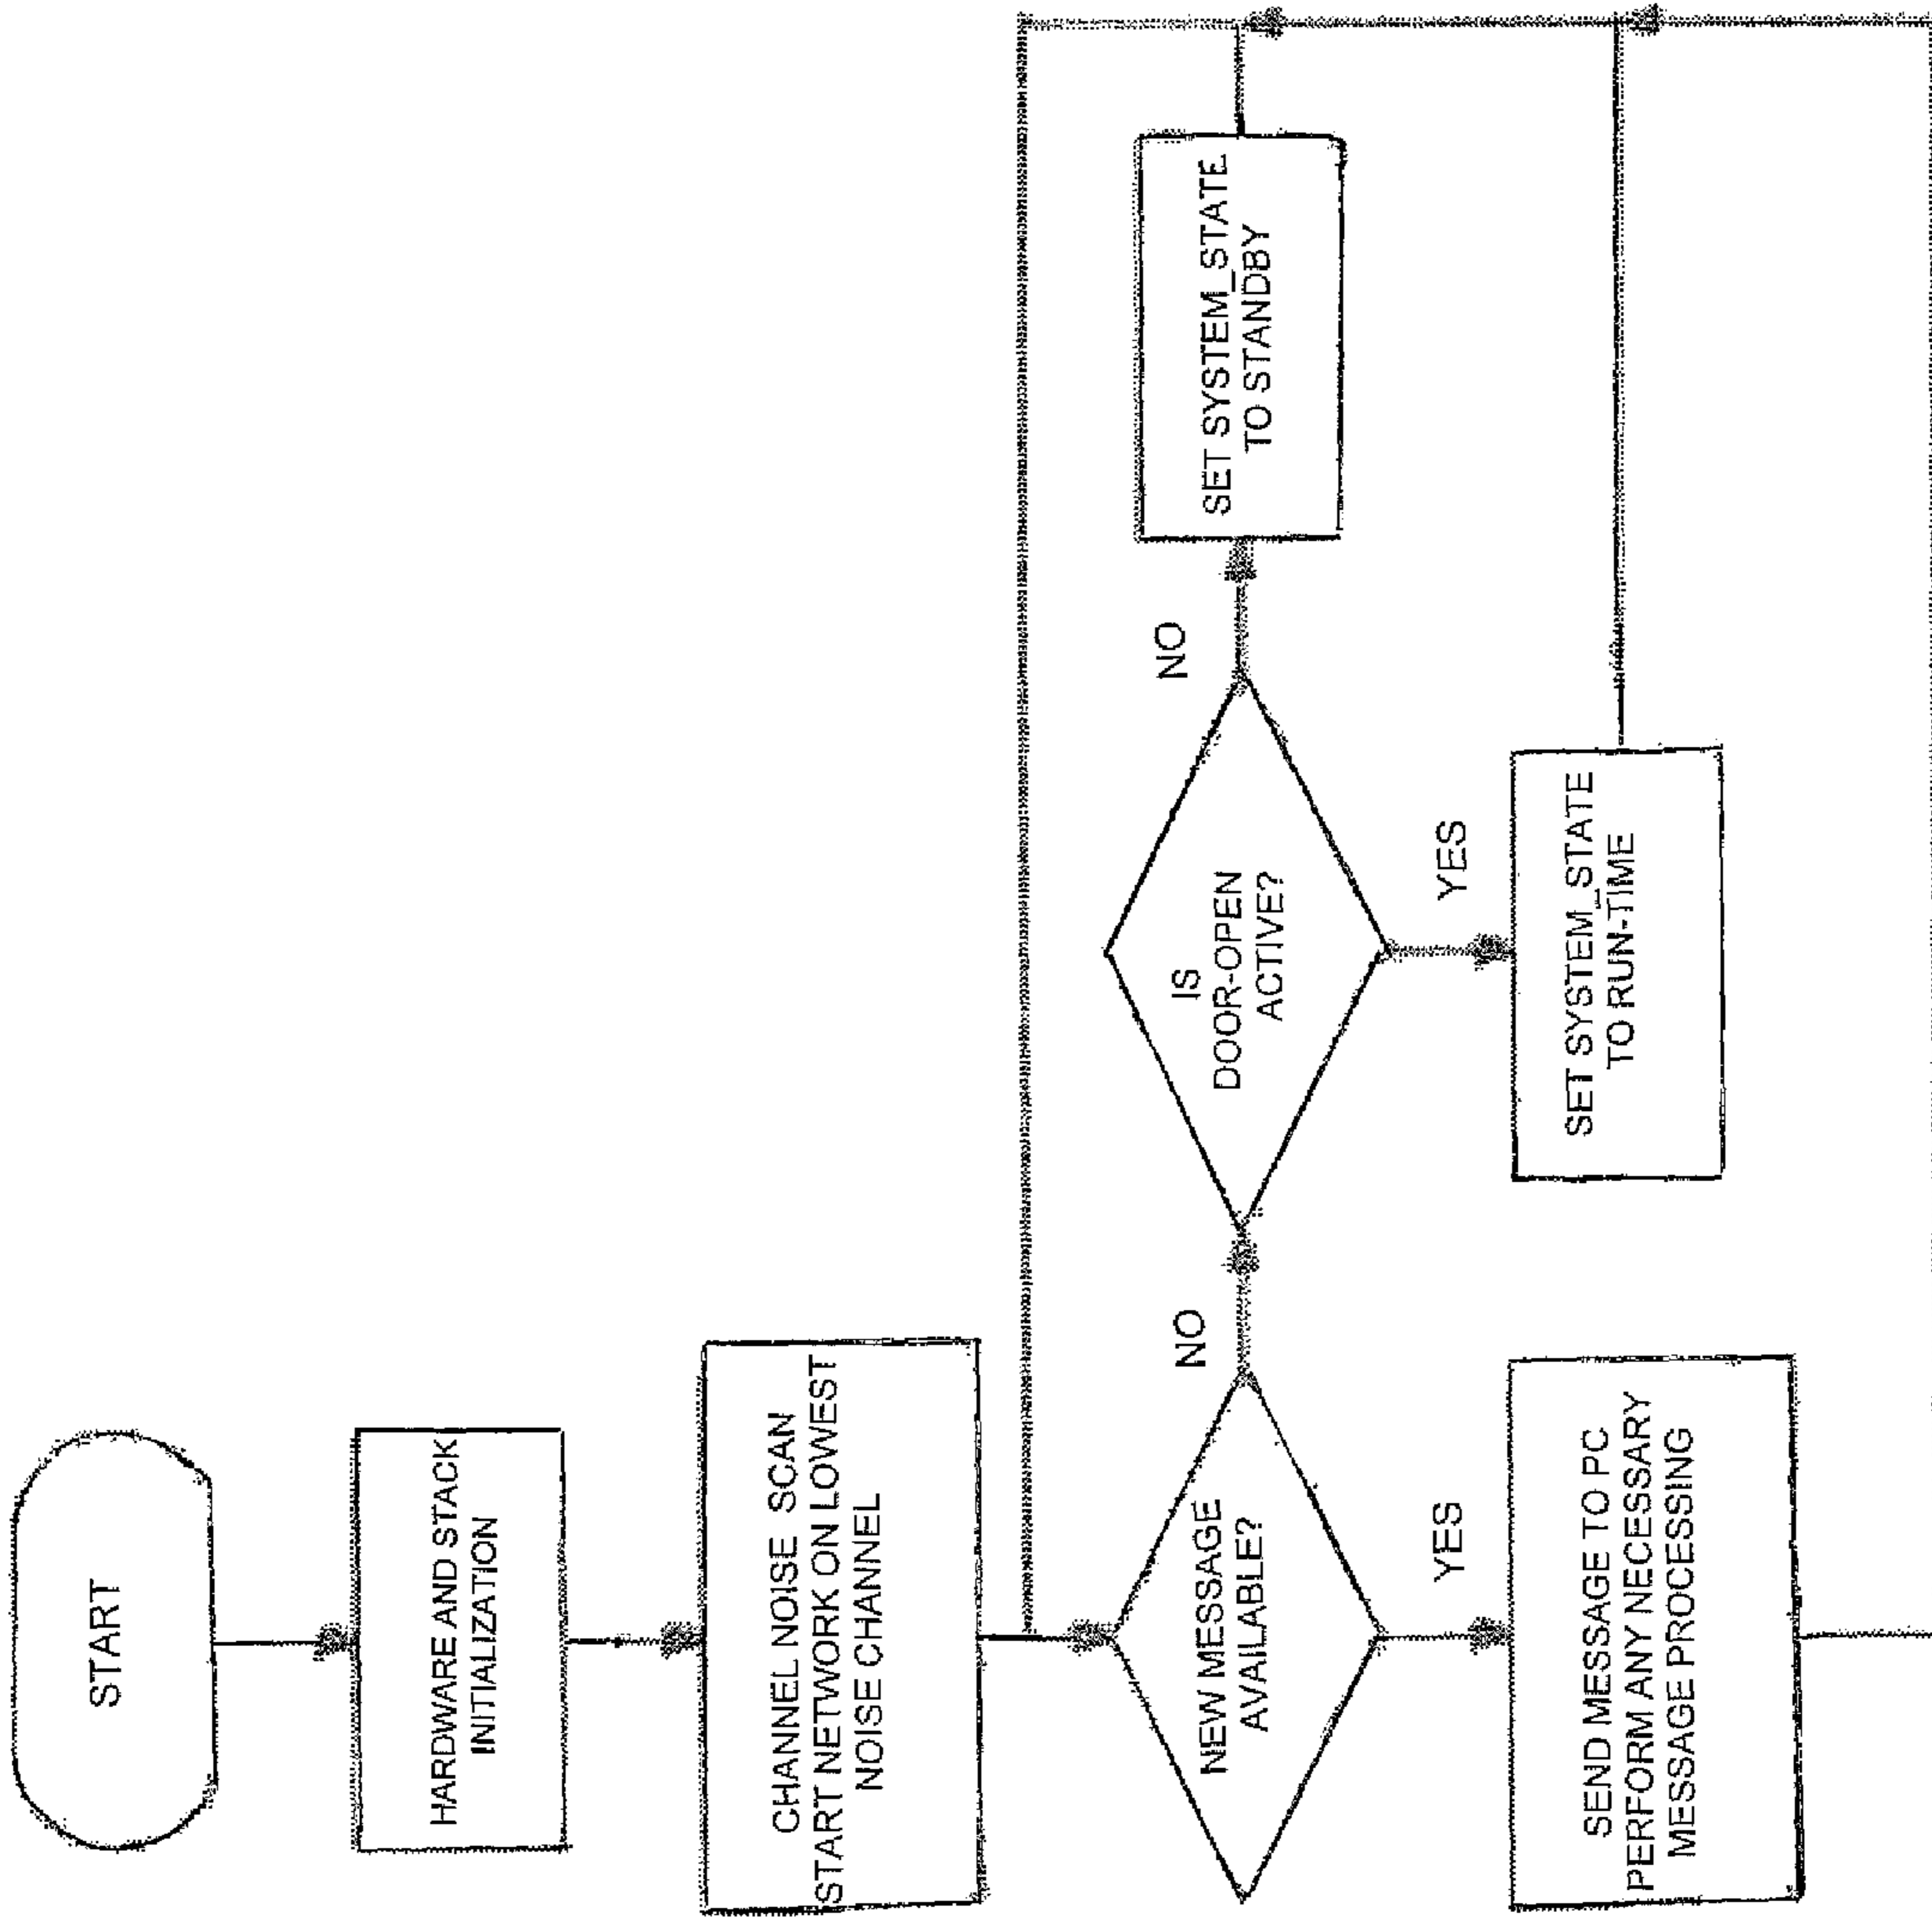 START
HARDWARE AND STACK
INITIALIZATION
CHANNEL NOISE SCAN
START NETWORK ON LOWEST
NOISE CHANNEL
NEW MESSAGE
AVAILABLE?
NO
YES
SEND MESSAGE TO PC
PERFORM ANY NECESSARY
MESSAGE PROCESSING
IS
DOOR-OPEN
ACTIVE?
NO
YES
SET SYSTEM_STATE
TO STANDBY
SET SYSTEM_STATE
TO RUN-TIME